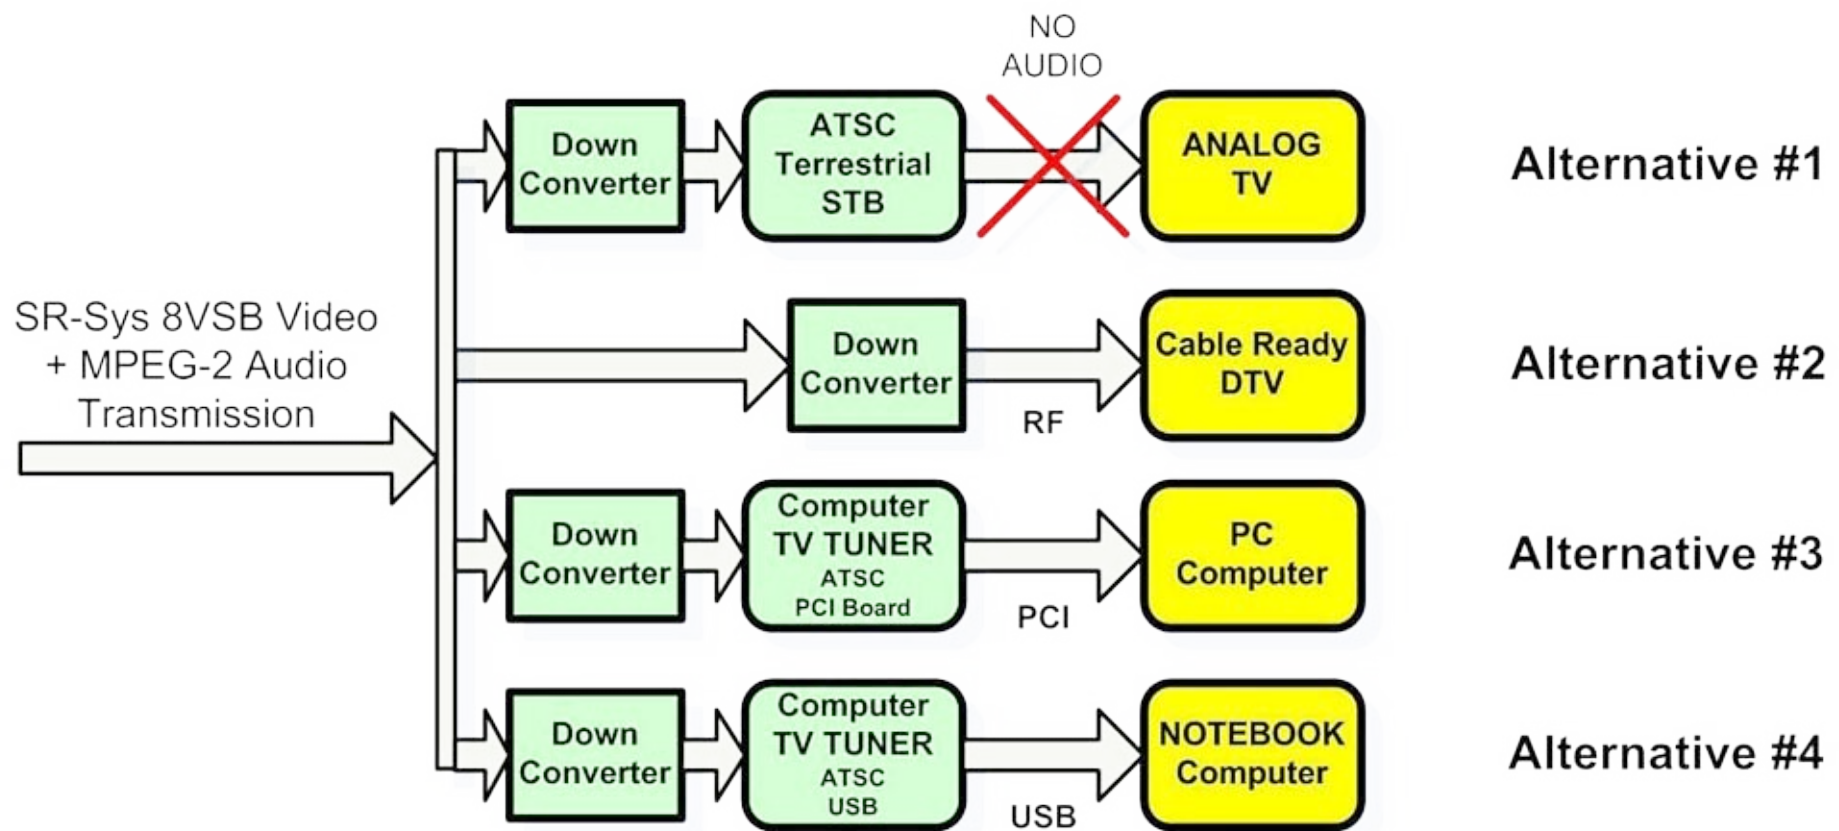 NO
AUDIO
Down
Converter
ATSC
Terrestrial
STB
ANALOG
TV
Alternative #1
SR-Sys 8VSB Video
+ MPEG-2 Audio
Transmission
Down
Converter
RF
Cable Ready
DTV
Alternative #2
Down
Converter
Computer
TV TUNER
ATSC
PCI Board
PCI
PC
Computer
Alternative #3
Down
Converter
Computer
TV TUNER
ATSC
USB
USB
NOTEBOOK
Computer
Alternative #4